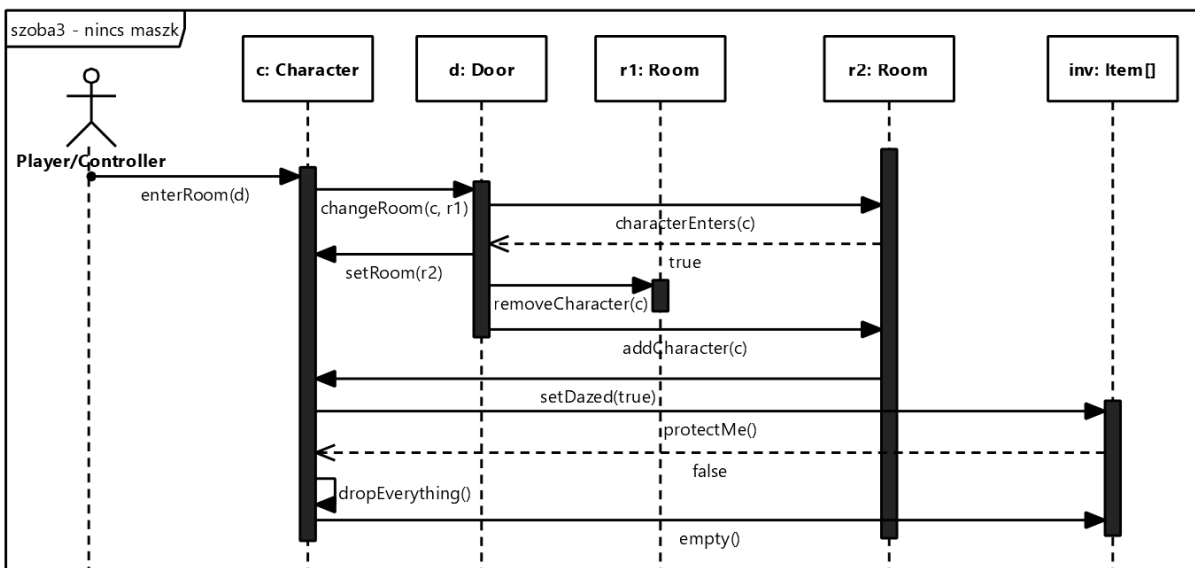 szoba3 - nincs maszk
c: Character
d: Door
r1: Room
r2: Room
inv: Item[]
Player/Controller
enterRoom(d)
changeRoom(c, r1)
characterEnters(c)
true
setRoom(r2)
removeCharacter(c)
addCharacter(c)
setDazed(true)
protectMe()
false
dropEverything()
empty()